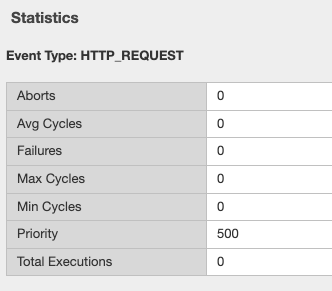 Statistics
Event Type: HTTP_REQUEST
Aborts 0
Avg Cycles 0
Failures 0
Max Cycles 0
Min Cycles 0
Priority 500
Total Executions 0